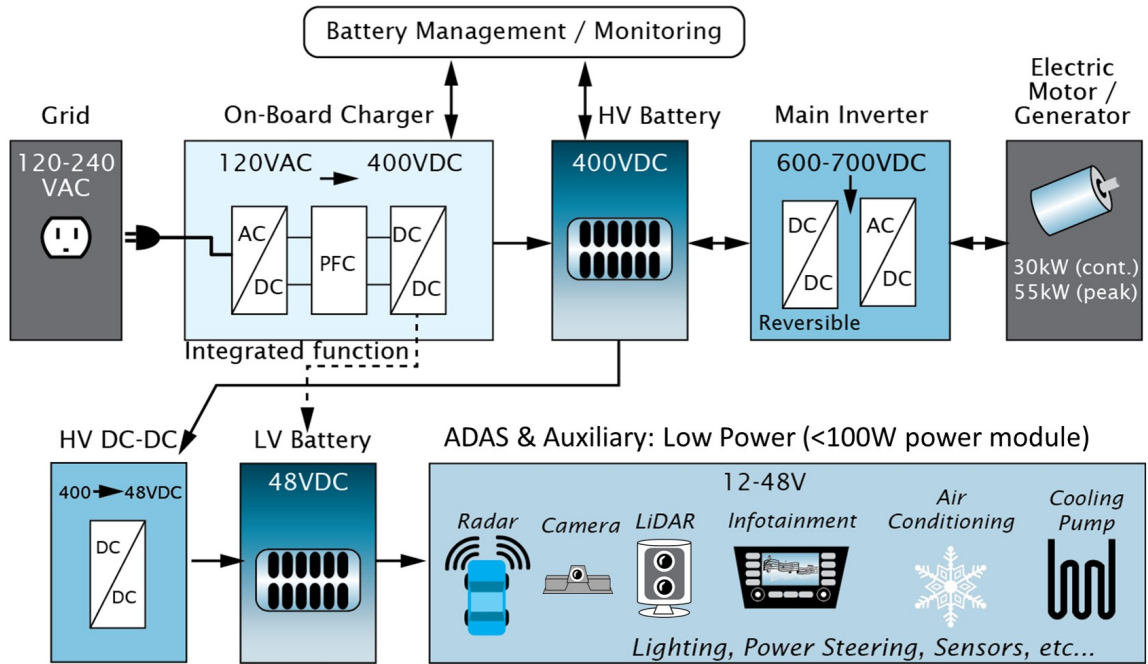 Battery Management / Monitoring
Grid
On-Board Charger
HV Battery
Main Inverter
Electric
Motor /
Generator
120-240
VAC
120VAC
400VDC
400VDC
600-700VDC
AC
DC
PFC
DC
DC
DC
DC
AC
DC
30kW (cont.)
55kW (peak)
Reversible
Integrated function
HV DC-DC
LV Battery
ADAS & Auxiliary: Low Power (<100W power module)
400
48VDC
48VDC
12-48V
DC
DC
Radar
Camera
LiDAR
Infotainment
Air
Conditioning
Cooling
Pump
Lighting, Power Steering, Sensors, etc...